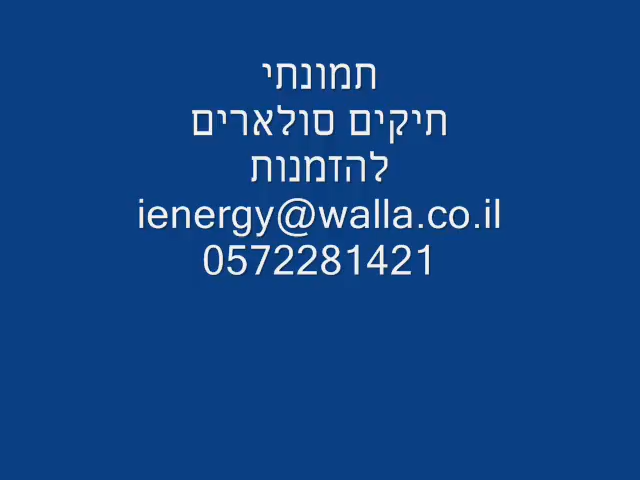 תמונתי
תיקים סולארים
להזמנות
ienergy@walla.co.il
0572281421